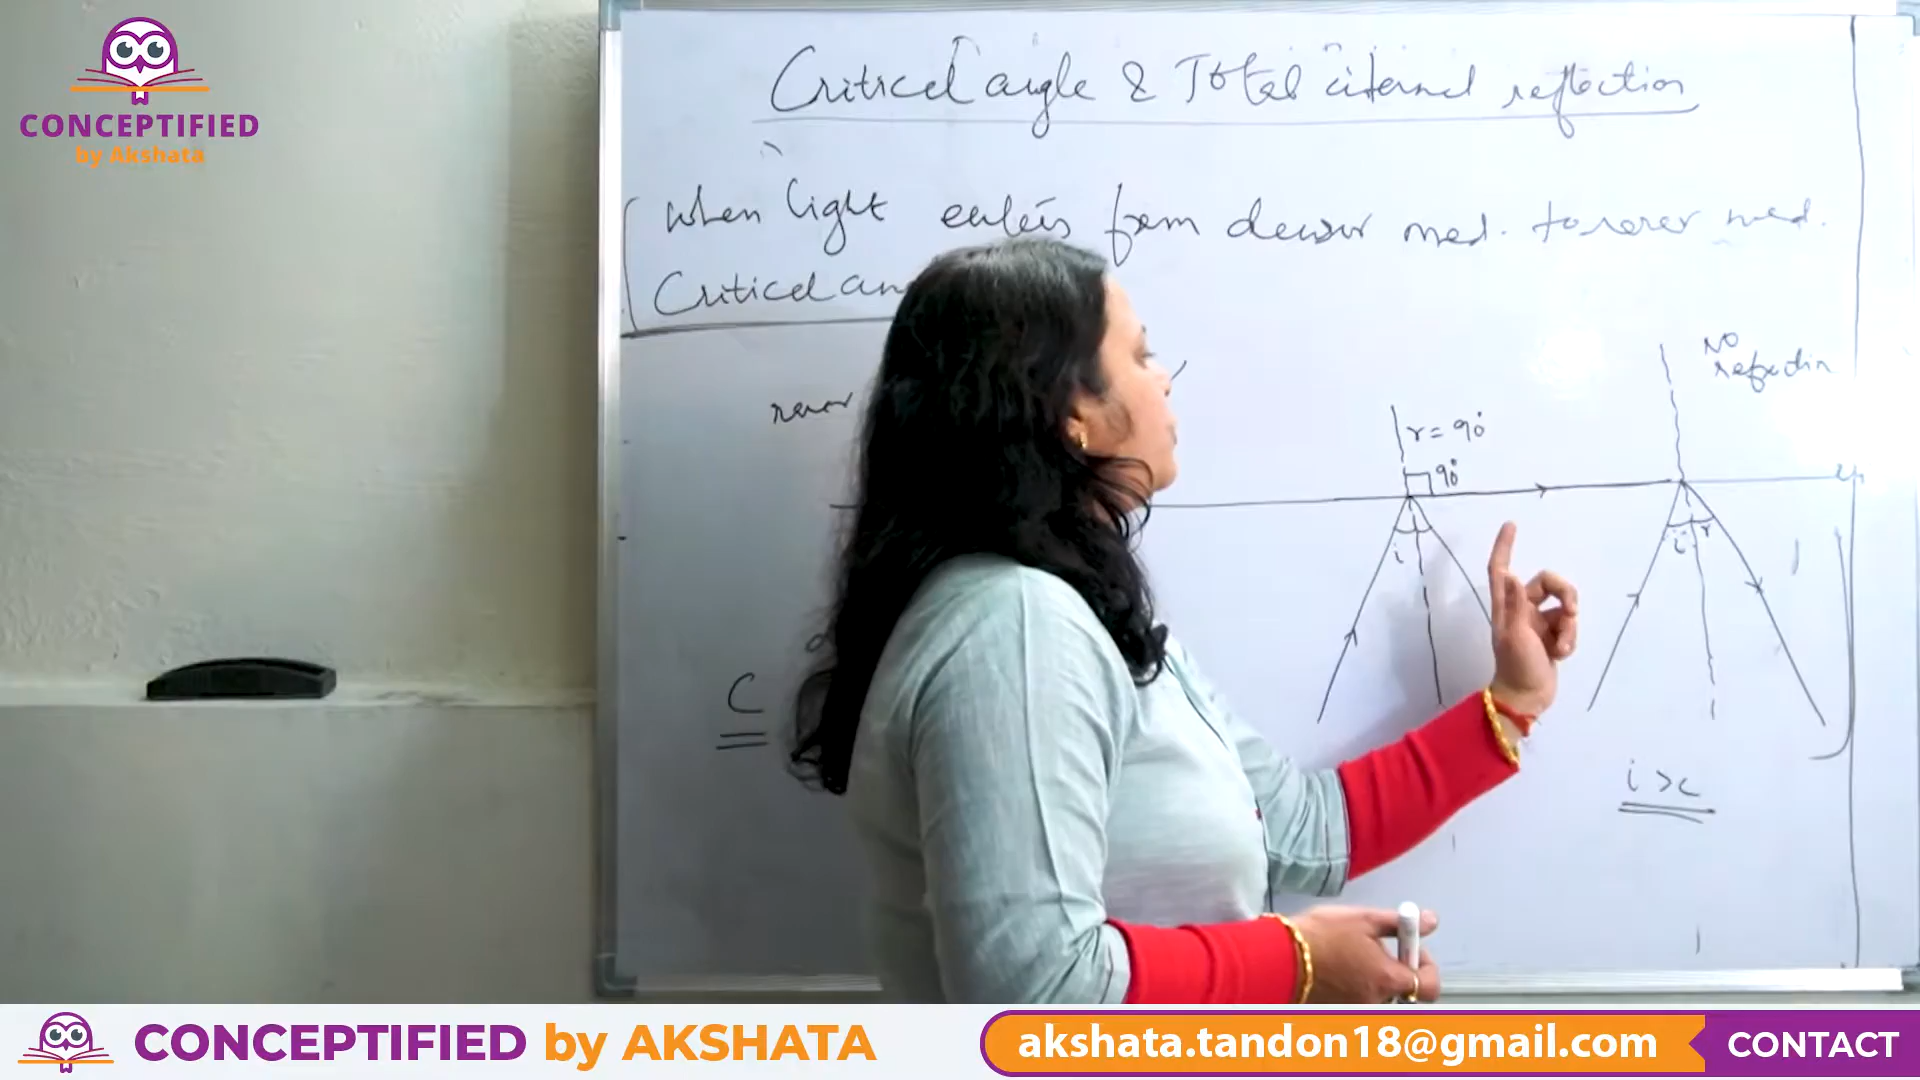 CONCEPTIFIED
by Akshata
Critical angle & Total internal reflection
when light enters from denser med. to rarer med.
Critical an
rarer
NO
refraction
r = 90°
90°
i
i r
C
i > c
CONCEPTIFIED by AKSHATA
akshata.tandon18@gmail.com
CONTACT